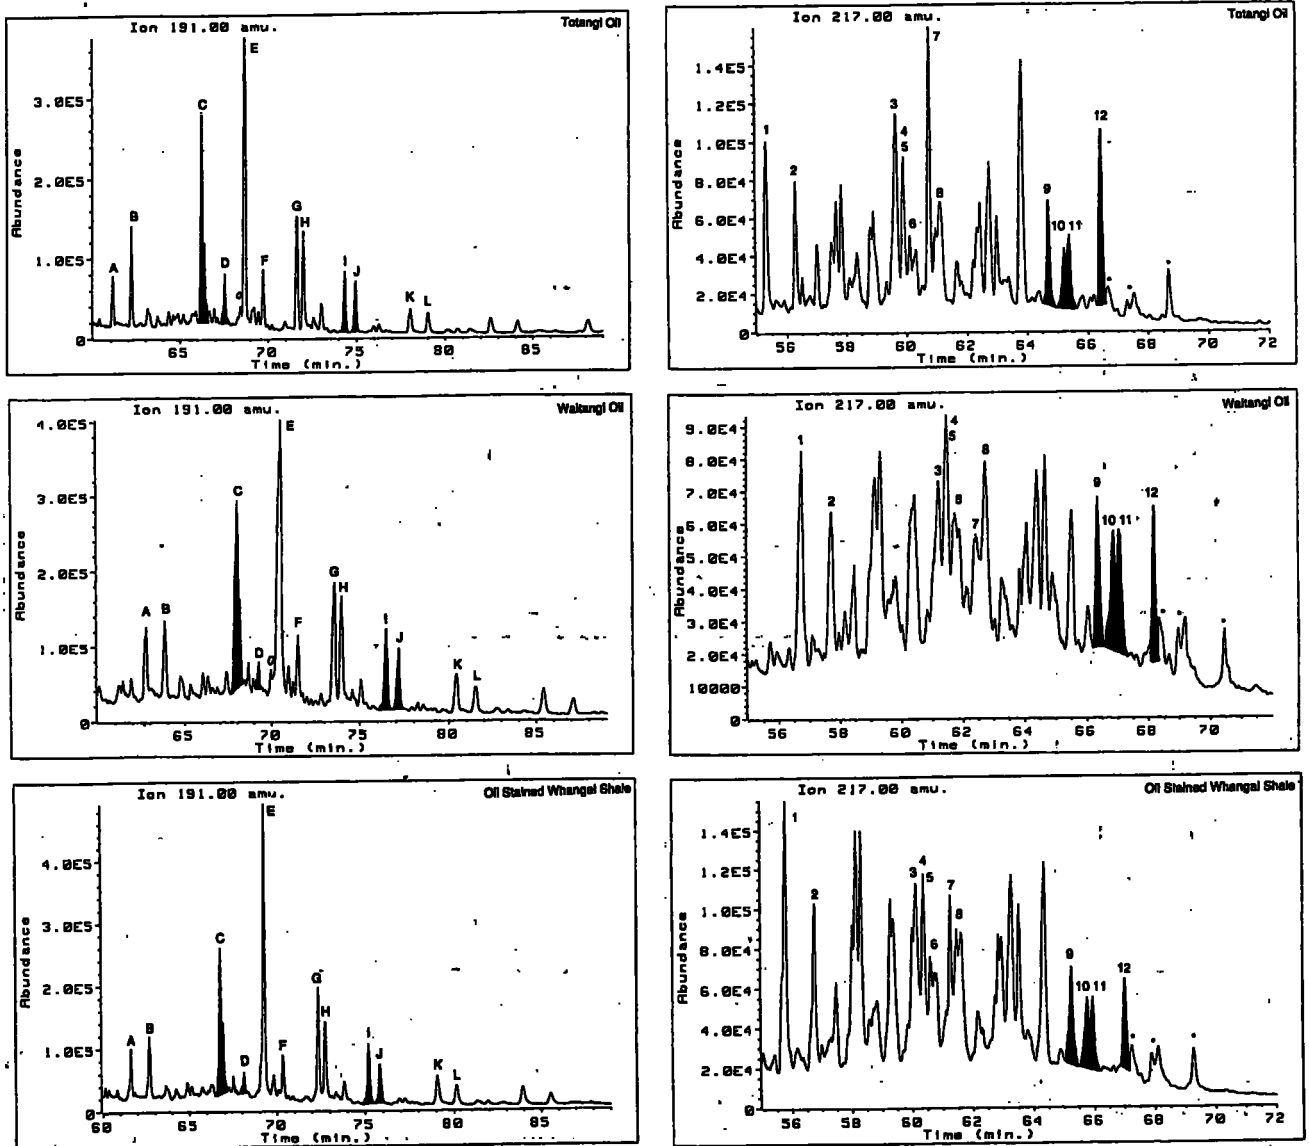 Ion 191.00 amu.
Totangi Oil
E
C
B
A
D
F
G
H
I
J
K
L
3.0E5
2.0E5
1.0E5
0
Abundance
65
70
75
80
85
Time (min.)
Ion 217.00 amu.
Totangi Oil
7
3
4
5
12
1
2
9
8
6
10
11
1.4E5
1.2E5
1.0E5
8.0E4
6.0E4
4.0E4
2.0E4
0
Abundance
56
58
60
62
64
66
68
70
72
Time (min.)
Ion 191.00 amu.
Waitangi Oil
E
C
G
H
A
B
F
I
J
D
K
L
4.0E5
3.0E5
2.0E5
1.0E5
0
Abundance
65
70
75
80
85
Time (min.)
Ion 217.00 amu.
Waitangi Oil
4
5
1
8
3
9
12
2
6
7
10
11
9.0E4
8.0E4
7.0E4
6.0E4
5.0E4
4.0E4
3.0E4
2.0E4
10000
0
Abundance
56
58
60
62
64
66
68
70
Time (min.)
Ion 191.00 amu.
Oil Stained Whangai Shale
E
C
G
H
A
B
F
I
J
D
K
L
4.0E5
3.0E5
2.0E5
1.0E5
0
Abundance
60
65
70
75
80
85
Time (min.)
Ion 217.00 amu.
Oil Stained Whangai Shale
1
4
3
5
7
2
8
6
9
12
10
11
1.4E5
1.2E5
1.0E5
8.0E4
6.0E4
4.0E4
2.0E4
0
Abundance
56
58
60
62
64
66
68
70
72
Time (min.)